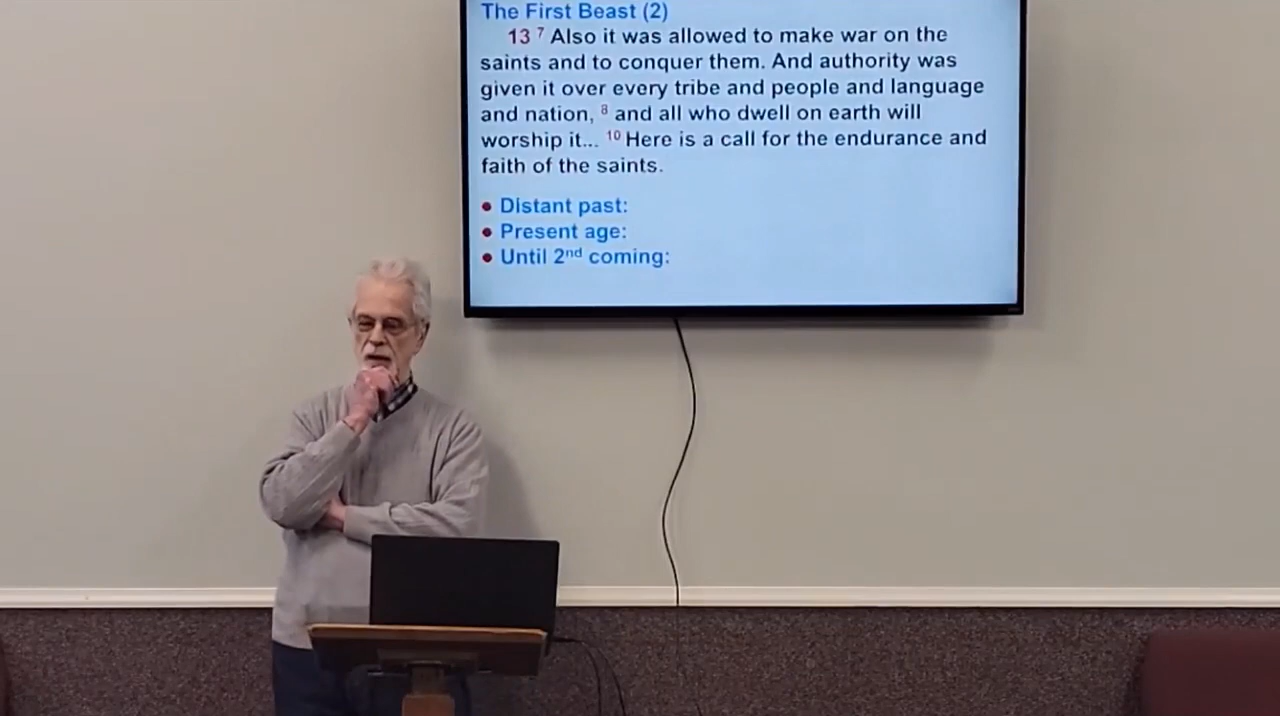 The First Beast (2)
13 7 Also it was allowed to make war on the
saints and to conquer them. And authority was
given it over every tribe and people and language
and nation, 8 and all who dwell on earth will
worship it... 10 Here is a call for the endurance and
faith of the saints.
• Distant past:
• Present age:
• Until 2nd coming: